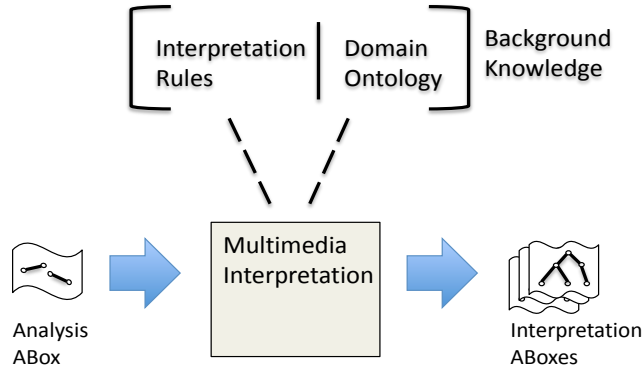 Interpretation
Rules
Domain
Ontology
Background
Knowledge
Multimedia
Interpretation
Analysis
ABox
Interpretation
ABoxes